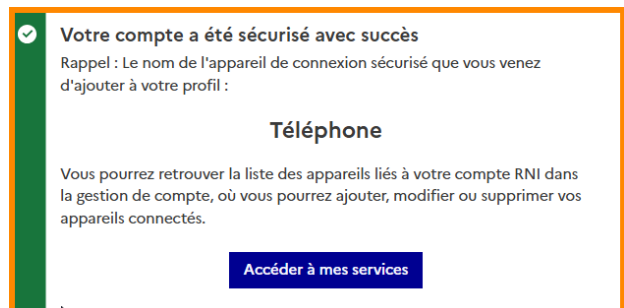 Votre compte a été sécurisé avec succès
Rappel : Le nom de l'appareil de connexion sécurisé que vous venez
d'ajouter à votre profil :
Téléphone
Vous pourrez retrouver la liste des appareils liés à votre compte RNI dans
la gestion de compte, où vous pourrez ajouter, modifier ou supprimer vos
appareils connectés.
Accéder à mes services